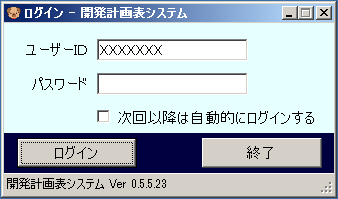 ログイン - 開発計画表システム
ユーザーID XXXXXXX
パスワード
次回以降は自動的にログインする
ログイン 終了
開発計画表システム Ver 0.5.5.23